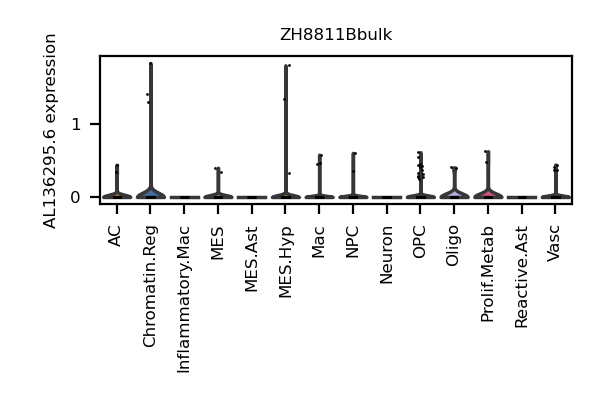 ZH8811Bbulk
AL136295.6 expression
1
0
AC
Chromatin.Reg
Inflammatory.Mac
MES
MES.Ast
MES.Hyp
Mac
NPC
Neuron
OPC
Oligo
Prolif.Metab
Reactive.Ast
Vasc